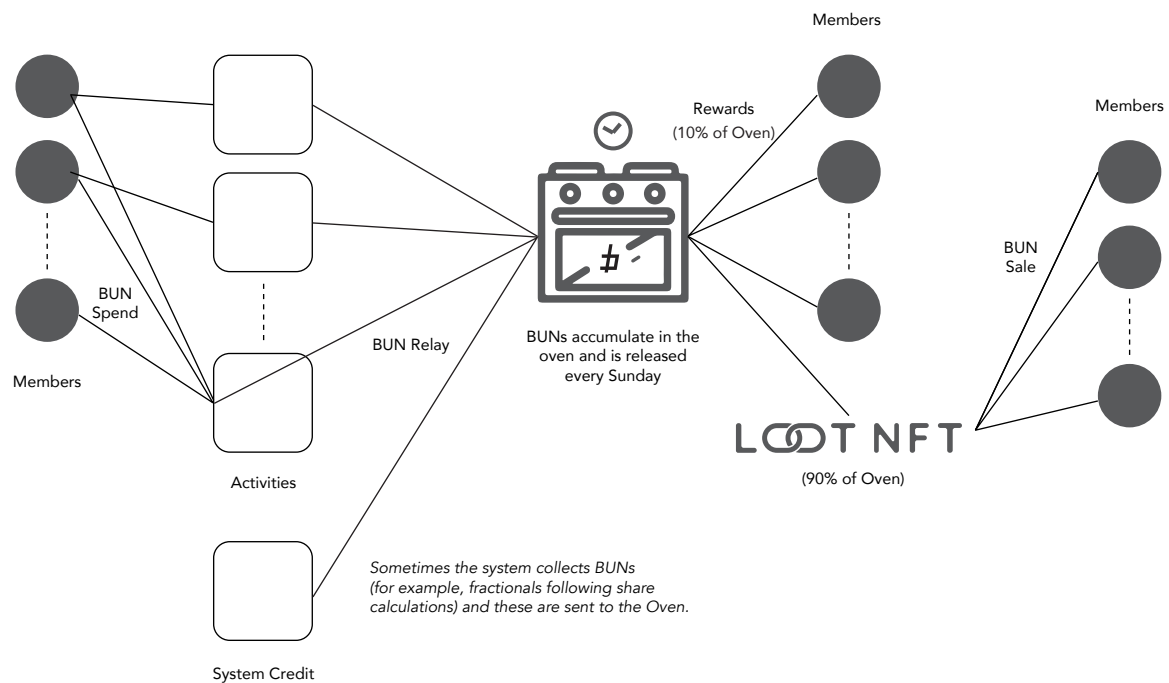 Members
Members
Rewards
(10% of Oven)
BUN
Spend
Members
BUN Relay
BUNs accumulate in the
oven and is released
every Sunday
BUN
Sale
LOOT NFT
(90% of Oven)
Activities
Sometimes the system collects BUNs
(for example, fractionals following share
calculations) and these are sent to the Oven.
System Credit